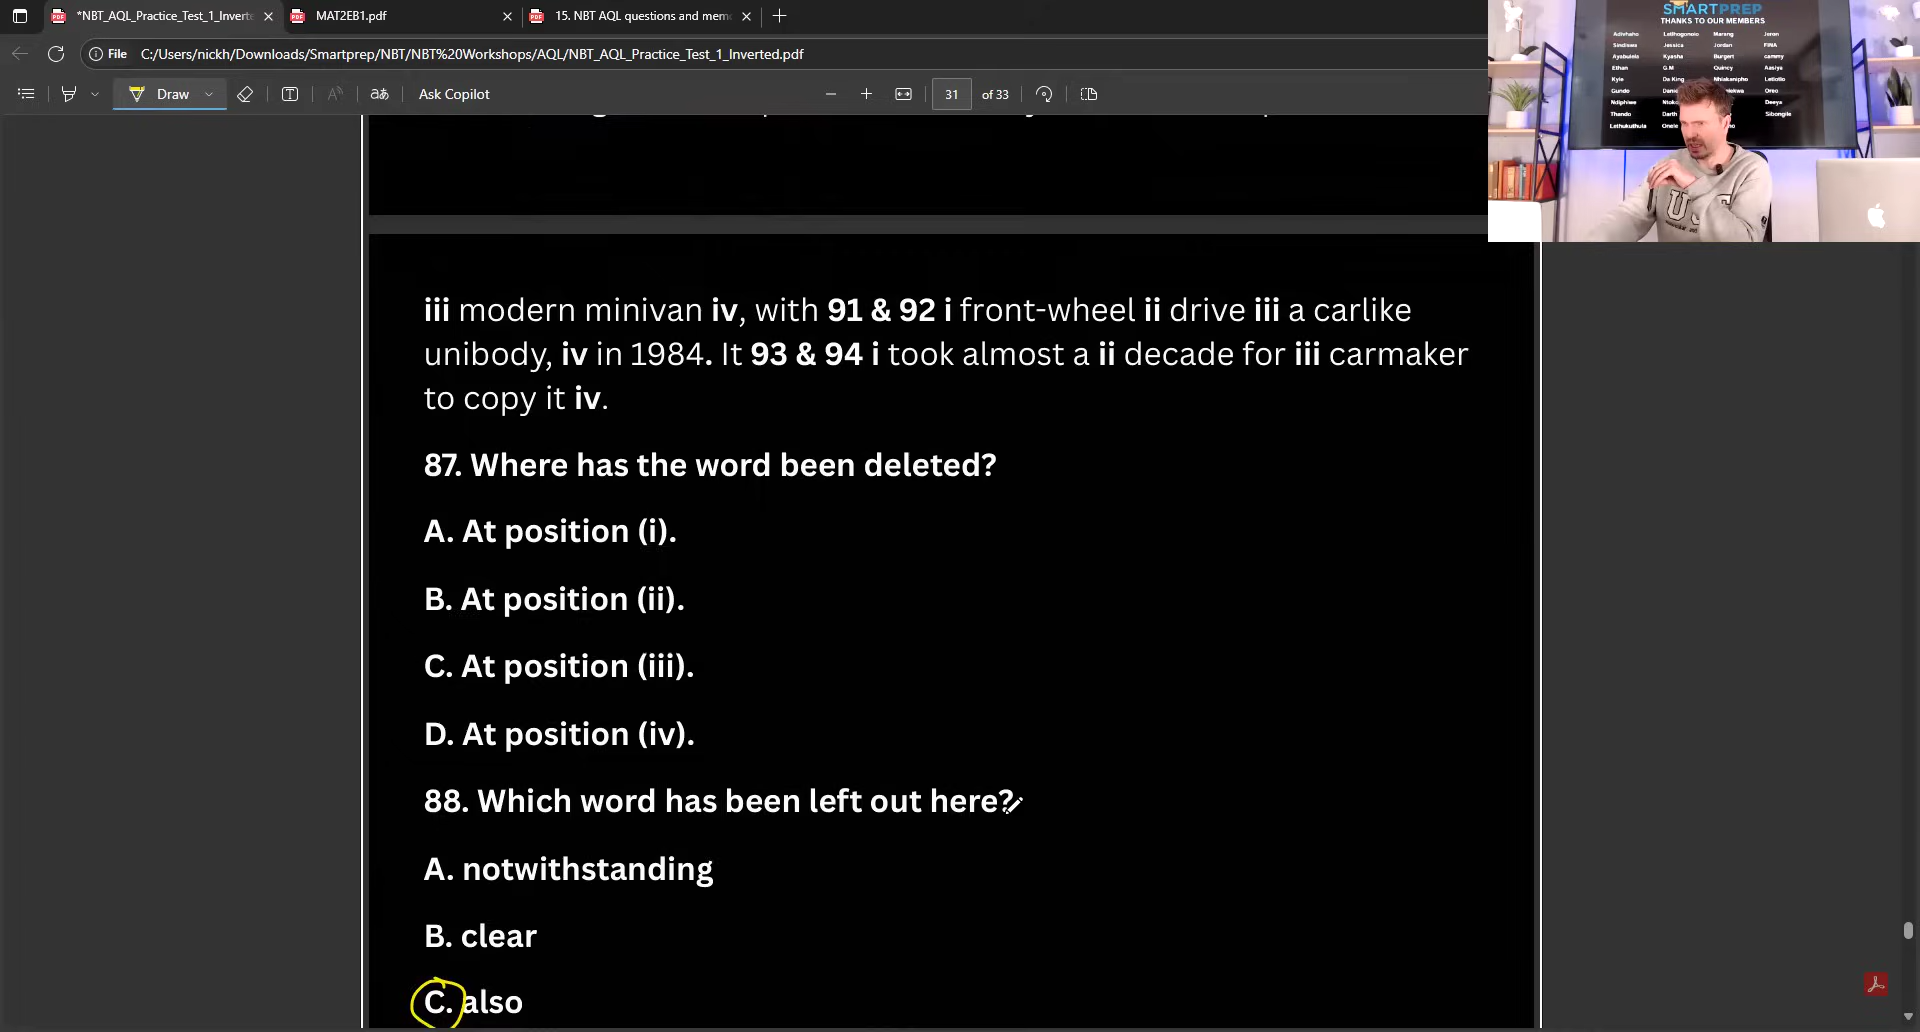 *NBT_AQL_Practice_Test_1_Inverte
MAT2EB1.pdf
15. NBT AQL questions and mem
File
C:/Users/nickh/Downloads/Smartprep/NBT/NBT%20Workshops/AQL/NBT_AQL_Practice_Test_1_Inverted.pdf
Draw
Ask Copilot
31 of 33
SMARTPREP
THANKS TO OUR MEMBERS
iii modern minivan iv, with 91 & 92 i front-wheel ii drive iii a carlike
unibody, iv in 1984. It 93 & 94 i took almost a ii decade for iii carmaker
to copy it iv.
87. Where has the word been deleted?
A. At position (i).
B. At position (ii).
C. At position (iii).
D. At position (iv).
88. Which word has been left out here?
A. notwithstanding
B. clear
C. also